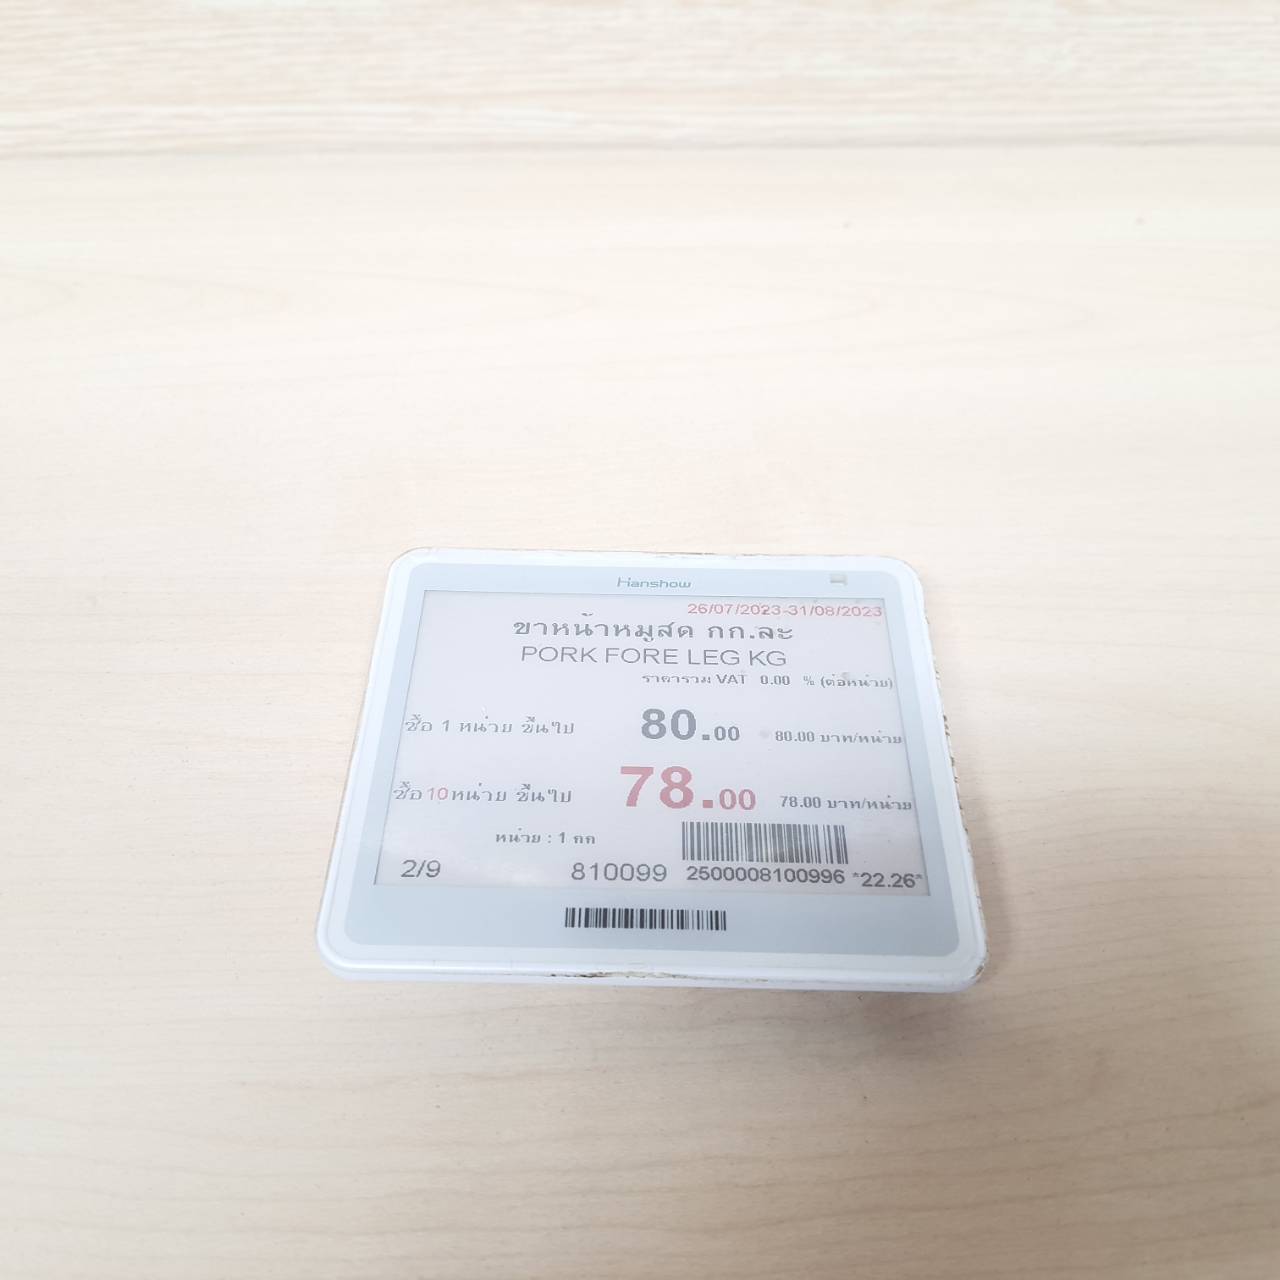 Hanshow
26/07/2023-31/08/2023
ขาหน้าหมูสด กก.ละ
PORK FORE LEG KG
ราคารวม VAT 0.00 % (ต่อหน่วย)
ซื้อ 1 หน่วย ขึ้นไป 80.00 80.00 บาท/หน่วย
ซื้อ 10 หน่วย ขึ้นไป 78.00 78.00 บาท/หน่วย
หน่วย : 1 กก
2/9 810099 2500008100996 *22.26*